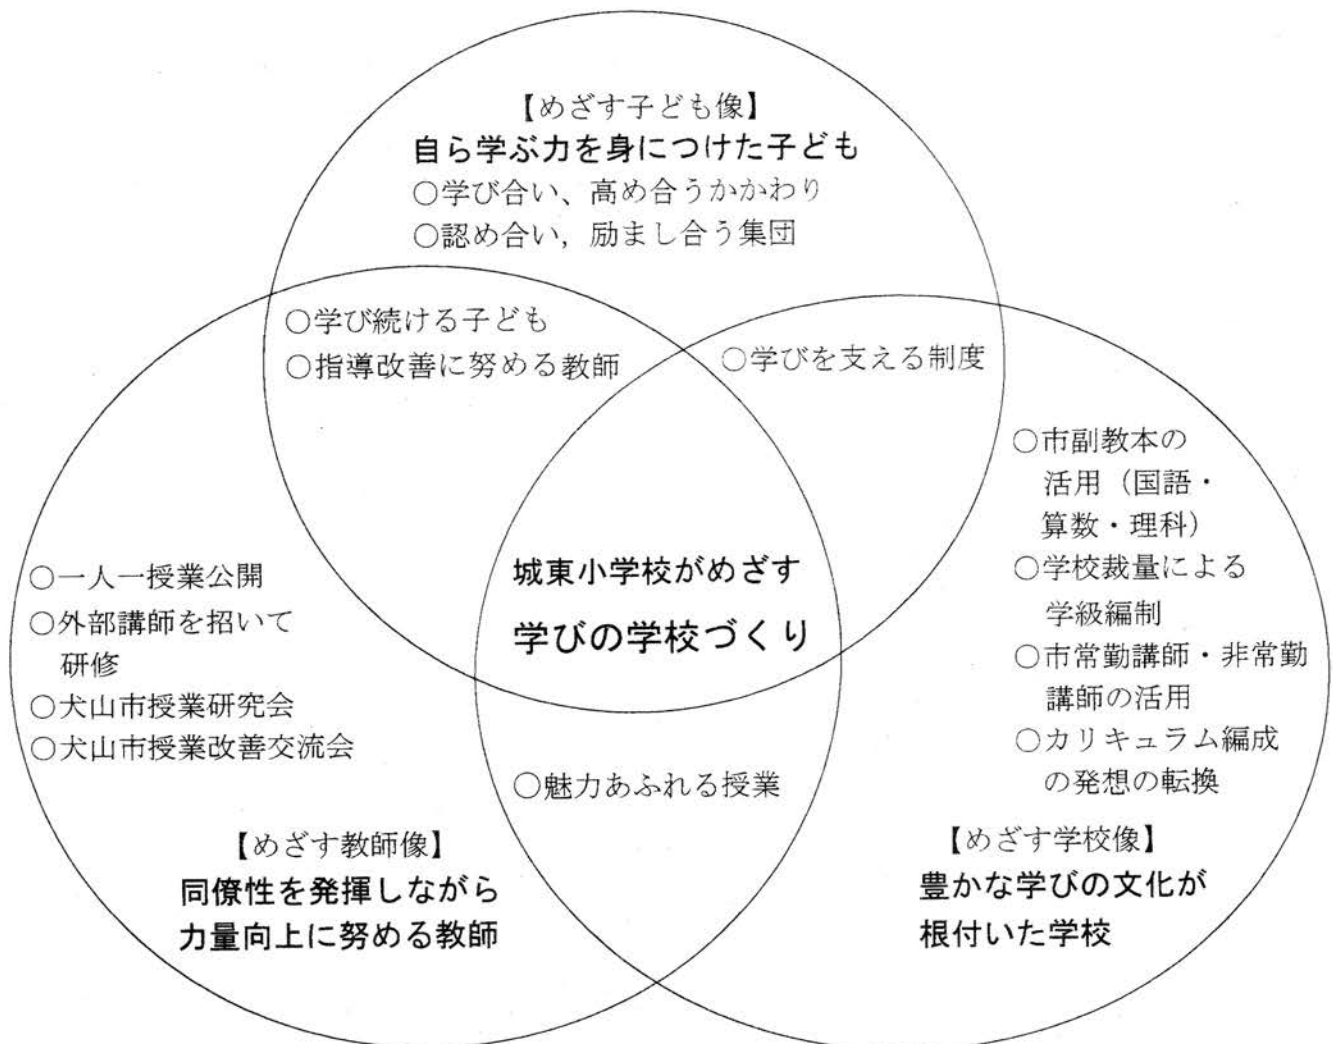 【めざす子ども像】
自ら学ぶ力を身につけた子ども
○学び合い、高め合うかかわり
○認め合い，励まし合う集団
○学び続ける子ども
○指導改善に努める教師
○学びを支える制度
城東小学校がめざす
学びの学校づくり
○一人一授業公開
○外部講師を招いて
研修
○犬山市授業研究会
○犬山市授業改善交流会
【めざす教師像】
同僚性を発揮しながら
力量向上に努める教師
○魅力あふれる授業
○市副教本の
活用（国語・
算数・理科）
○学校裁量による
学級編制
○市常勤講師・非常勤
講師の活用
○カリキュラム編成
の発想の転換
【めざす学校像】
豊かな学びの文化が
根付いた学校